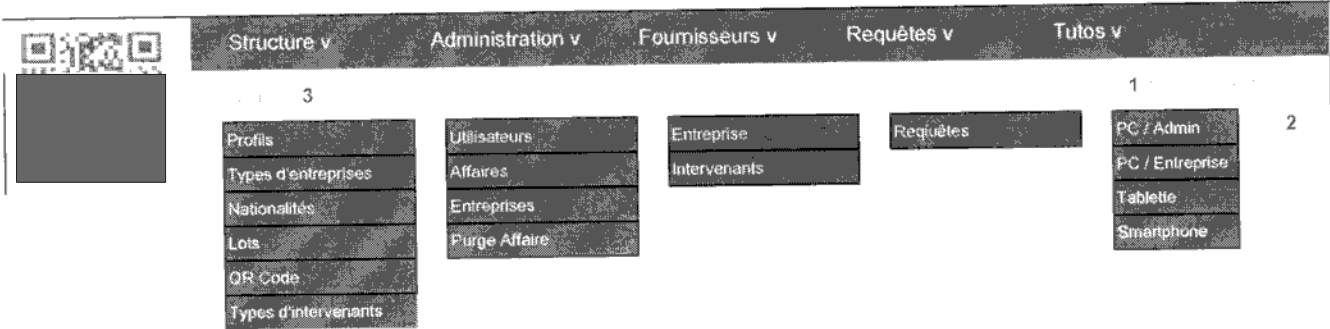 Structure v Administration v Fournisseurs v Requêtes v Tutos v
3
1
2
Profils
Types d'entreprises
Nationalités
Lots
QR Code
Types d'intervenants
Utilisateurs
Affaires
Entreprises
Purge Affaire
Entreprise
Intervenants
Requêtes
PC / Admin
PC / Entreprise
Tablette
Smartphone